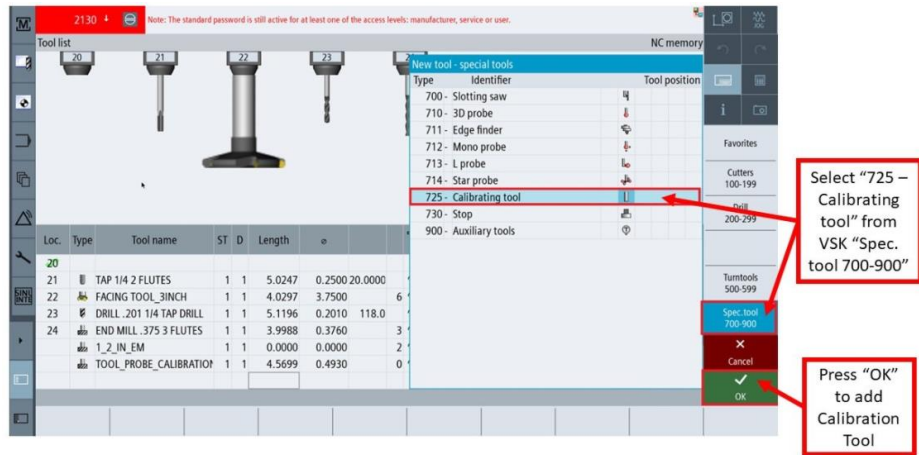 2130
Note: The standard password is still active for at least one of the access levels: manufacturer, service or user.
JOG
Tool list
NC memory
20 21 22 23
New tool - special tools
Type Identifier Tool position
700 - Slotting saw
710 - 3D probe
711 - Edge finder
712 - Mono probe
713 - L probe
714 - Star probe
725 - Calibrating tool
730 - Stop
900 - Auxiliary tools
Favorites
Cutters
100-199
Drill
200-299
Turntools
500-599
Spec.tool
700-900
Cancel
OK
Loc. Type Tool name ST D Length ⌀
20
21 TAP 1/4 2 FLUTES 1 1 5.0247 0.2500 20.0000
22 FACING TOOL_3INCH 1 1 4.0297 3.7500 6
23 DRILL .201 1/4 TAP DRILL 1 1 5.1196 0.2010 118.0
24 END MILL .375 3 FLUTES 1 1 3.9988 0.3760 3
1_2_IN_EM 1 1 0.0000 0.0000 2
TOOL_PROBE_CALIBRATION 1 1 4.5699 0.4930 0
Select “725 –
Calibrating
tool” from
VSK “Spec.
tool 700-900”
Press “OK”
to add
Calibration
Tool